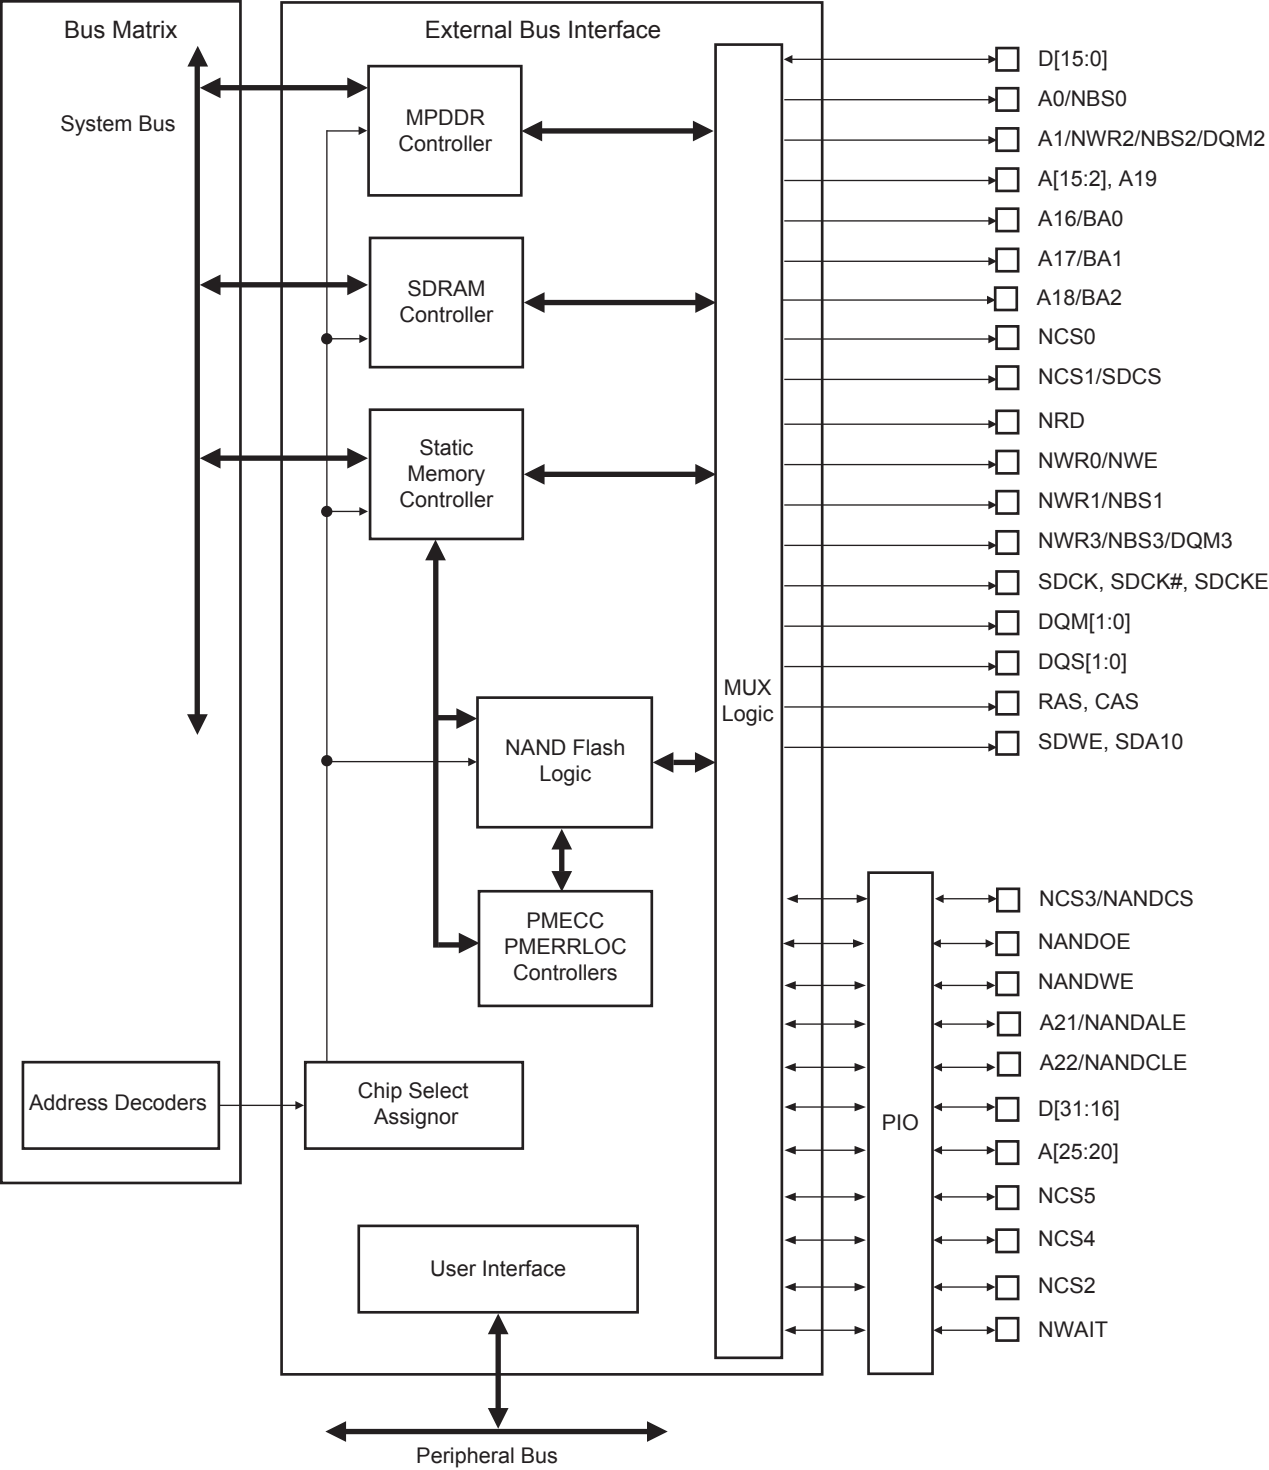 Bus Matrix
External Bus Interface
System Bus
MPDDR
Controller
SDRAM
Controller
Static
Memory
Controller
NAND Flash
Logic
PMECC
PMERRLOC
Controllers
Address Decoders
Chip Select
Assignor
User Interface
Peripheral Bus
MUX
Logic
PIO
D[15:0]
A0/NBS0
A1/NWR2/NBS2/DQM2
A[15:2], A19
A16/BA0
A17/BA1
A18/BA2
NCS0
NCS1/SDCS
NRD
NWR0/NWE
NWR1/NBS1
NWR3/NBS3/DQM3
SDCK, SDCK#, SDCKE
DQM[1:0]
DQS[1:0]
RAS, CAS
SDWE, SDA10
NCS3/NANDCS
NANDOE
NANDWE
A21/NANDALE
A22/NANDCLE
D[31:16]
A[25:20]
NCS5
NCS4
NCS2
NWAIT